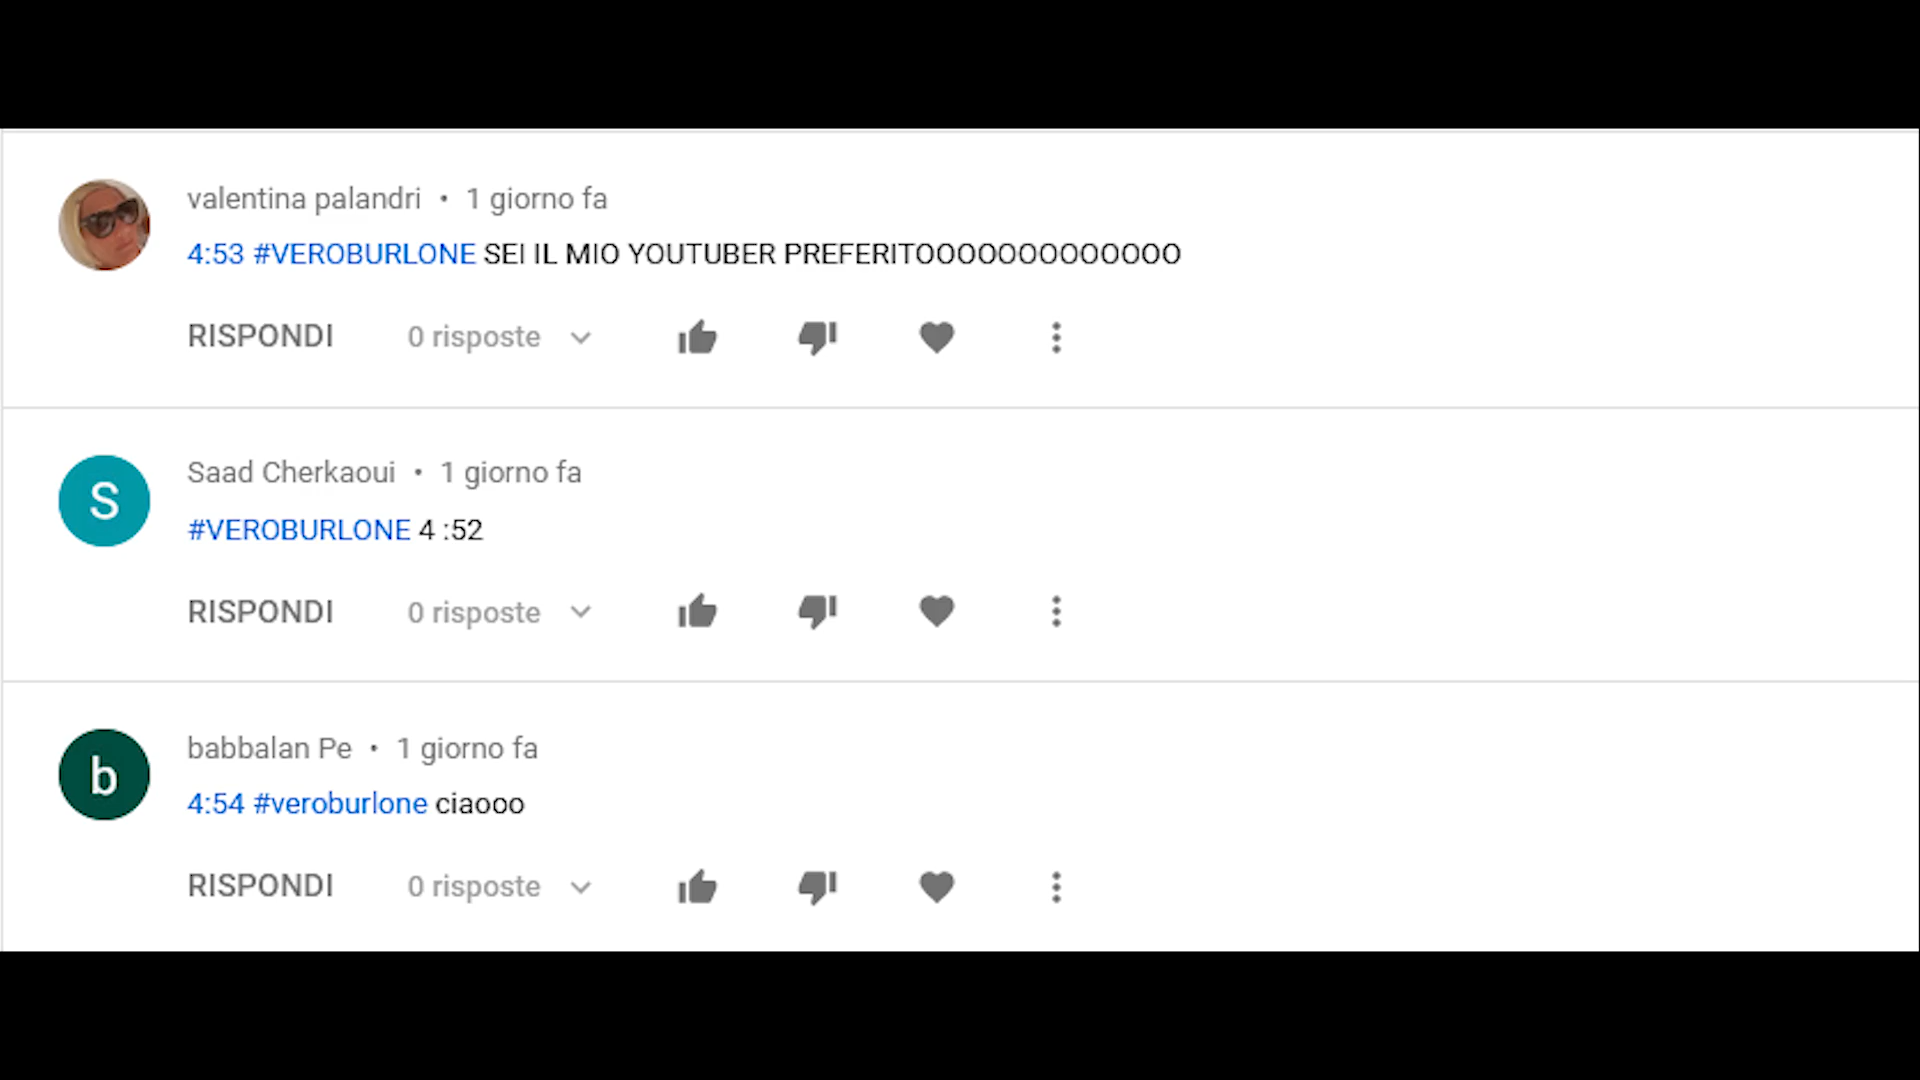 valentina palandri • 1 giorno fa
4:53 #VEROBURLONE SEI IL MIO YOUTUBER PREFERITOOOOOOOOOOOOO
RISPONDI 0 risposte
S
Saad Cherkaoui • 1 giorno fa
#VEROBURLONE 4 :52
RISPONDI 0 risposte
b
babbalan Pe • 1 giorno fa
4:54 #veroburlone ciaooo
RISPONDI 0 risposte